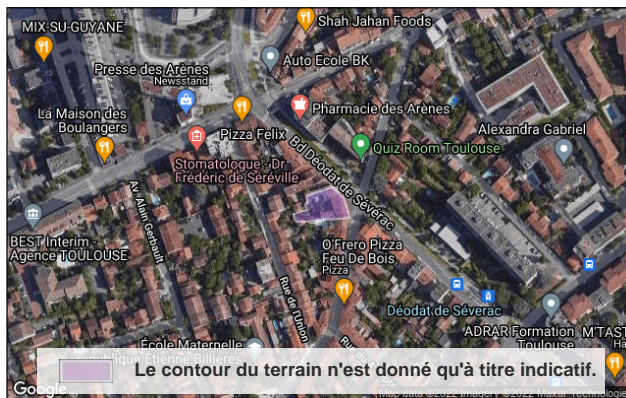 MIX-SU-GUYANE
Shah Jahan Foods
Auto Ecole BK
Presse des Arènes
Newsstand
Pharmacie des Arènes
La Maison des
Boulangers
Pizza Felix
Quiz Room Toulouse
Alexandra Gabriel
Stomatologue - Dr
Frédéric de Séréville
Bd Déodat de Sévérac
Av. Alain Gerbault
BEST Interim -
Agence TOULOUSE
O'Frero Pizza
Feu De Bois
Pizza
Rue de l'Union
Déodat de Séverac
ADRAR Formation
Toulouse
M'TAST
École Maternelle
publique Étienne Billières
Le contour du terrain n'est donné qu'à titre indicatif.
Google
Map data ©2022 Imagery ©2022 Maxar Technologie